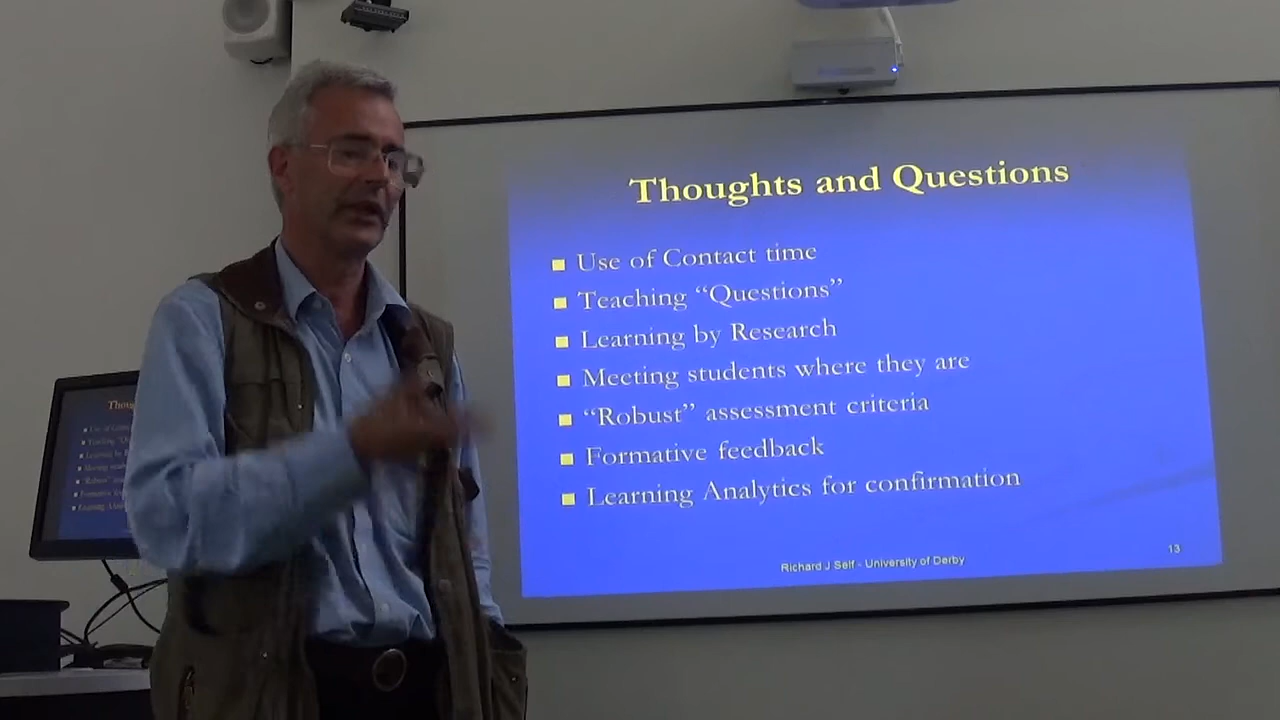 Thoughts and Questions
Use of Contact time
Teaching “Questions”
Learning by Research
Meeting students where they are
“Robust” assessment criteria
Formative feedback
Learning Analytics for confirmation
Richard J Self - University of Derby
13